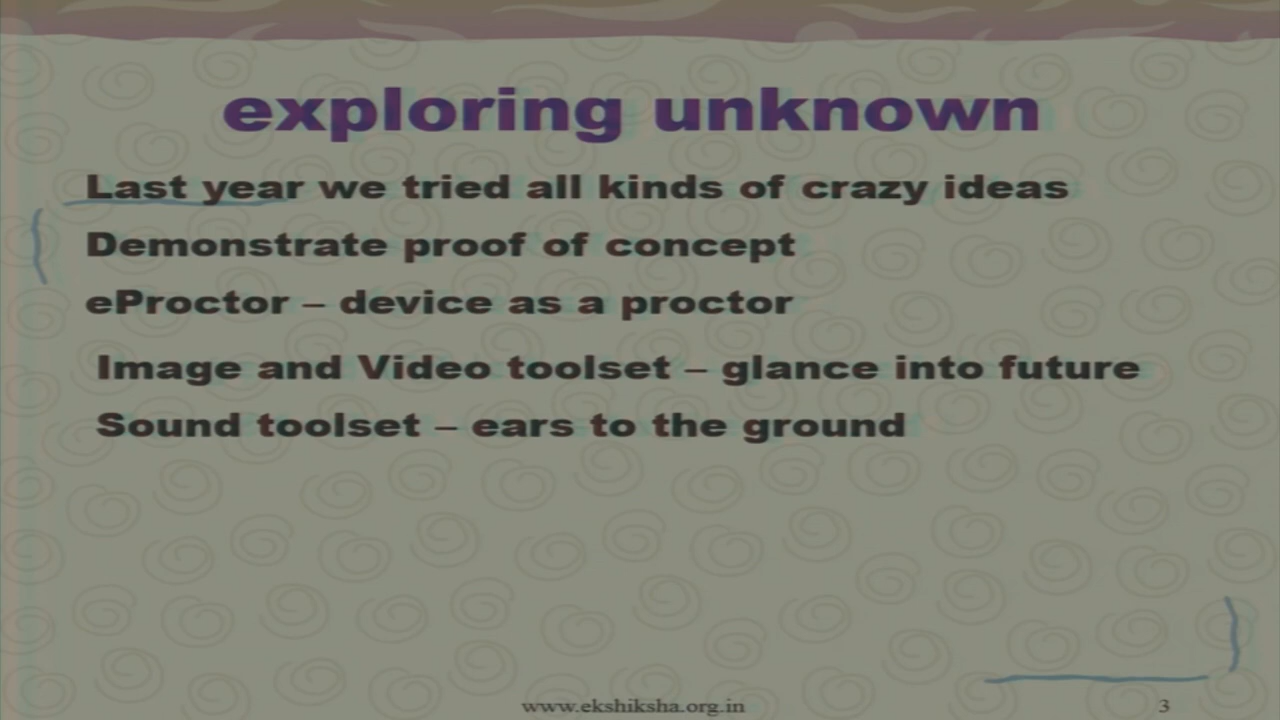 exploring unknown
Last year we tried all kinds of crazy ideas
Demonstrate proof of concept
eProctor – device as a proctor
Image and Video toolset – glance into future
Sound toolset – ears to the ground
www.ekshiksha.org.in
3